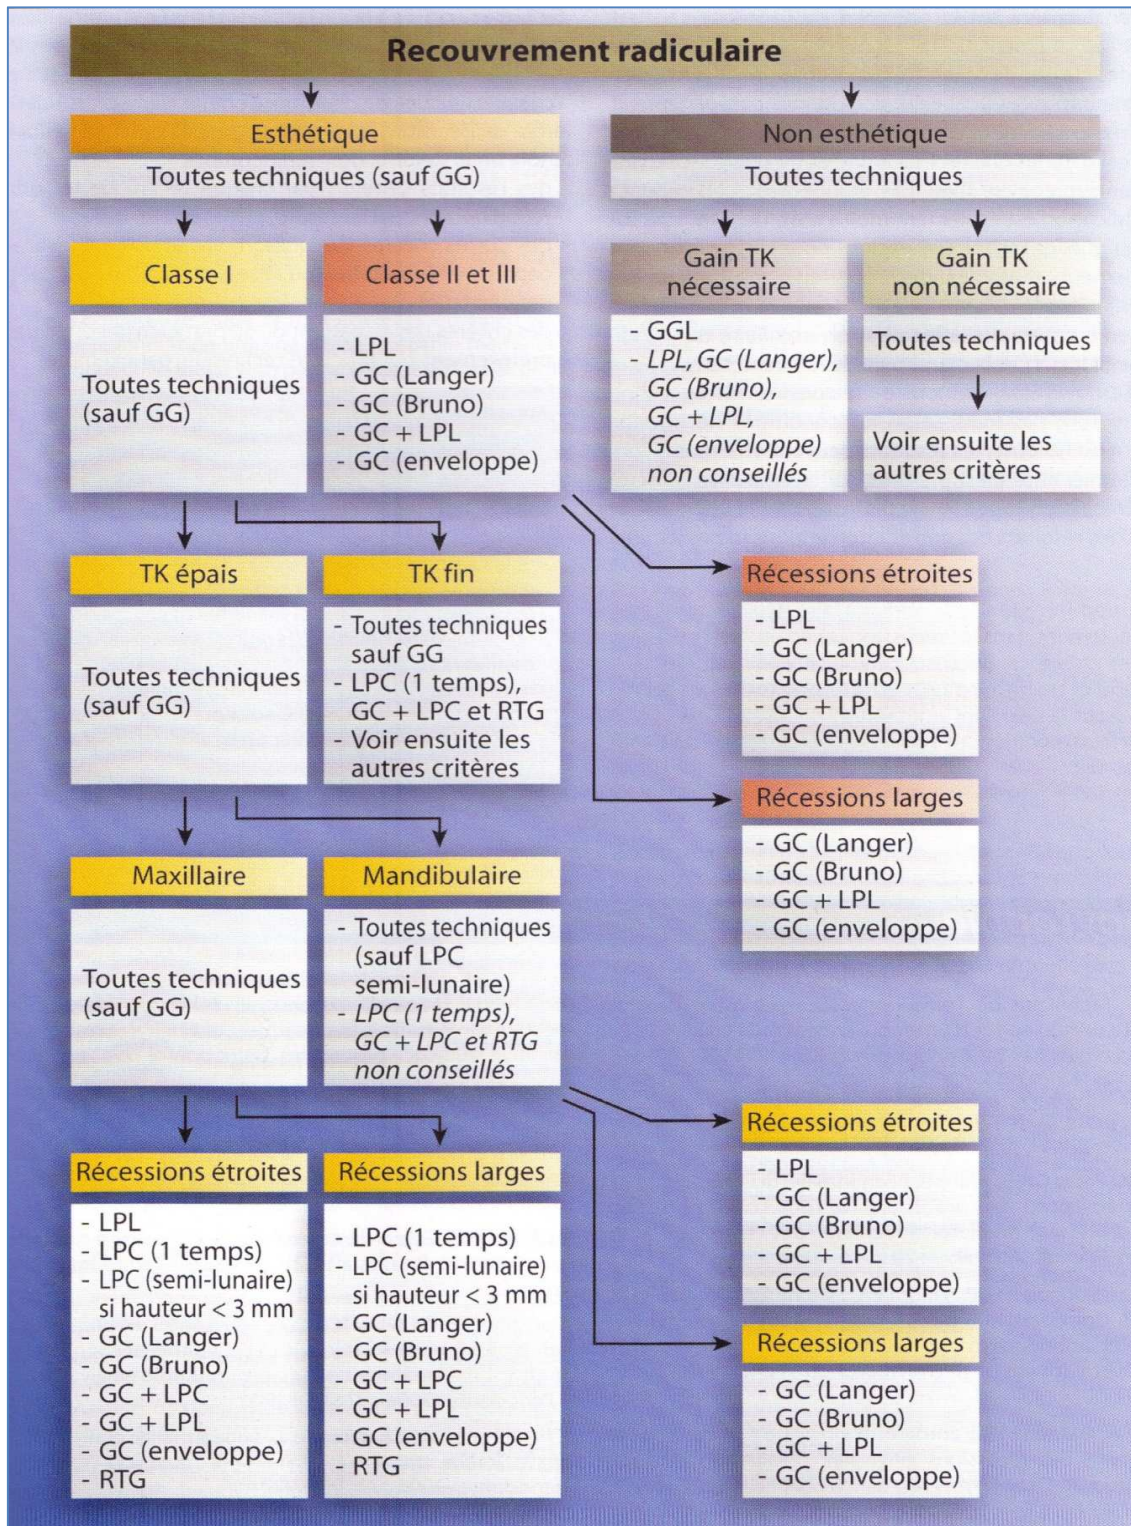 Recouvrement radiculaire
Esthétique
Toutes techniques (sauf GG)
Non esthétique
Toutes techniques
Classe I
Toutes techniques
(sauf GG)
Classe II et III
- LPL
- GC (Langer)
- GC (Bruno)
- GC + LPL
- GC (enveloppe)
Gain TK
nécessaire
- GGL
- LPL, GC (Langer),
GC (Bruno),
GC + LPL,
GC (enveloppe)
non conseillés
Gain TK
non nécessaire
Toutes techniques
Voir ensuite les
autres critères
TK épais
Toutes techniques
(sauf GG)
TK fin
- Toutes techniques
sauf GG
- LPC (1 temps),
GC + LPC et RTG
- Voir ensuite les
autres critères
Récessions étroites
- LPL
- GC (Langer)
- GC (Bruno)
- GC + LPL
- GC (enveloppe)
Récessions larges
- GC (Langer)
- GC (Bruno)
- GC + LPL
- GC (enveloppe)
Maxillaire
Toutes techniques
(sauf GG)
Mandibulaire
- Toutes techniques
(sauf LPC
semi-lunaire)
- LPC (1 temps),
GC + LPC et RTG
non conseillés
Récessions étroites
- LPL
- LPC (1 temps)
- LPC (semi-lunaire)
si hauteur < 3 mm
- GC (Langer)
- GC (Bruno)
- GC + LPC
- GC + LPL
- GC (enveloppe)
- RTG
Récessions larges
- LPC (1 temps)
- LPC (semi-lunaire)
si hauteur < 3 mm
- GC (Langer)
- GC (Bruno)
- GC + LPC
- GC + LPL
- GC (enveloppe)
- RTG
Récessions étroites
- LPL
- GC (Langer)
- GC (Bruno)
- GC + LPL
- GC (enveloppe)
Récessions larges
- GC (Langer)
- GC (Bruno)
- GC + LPL
- GC (enveloppe)